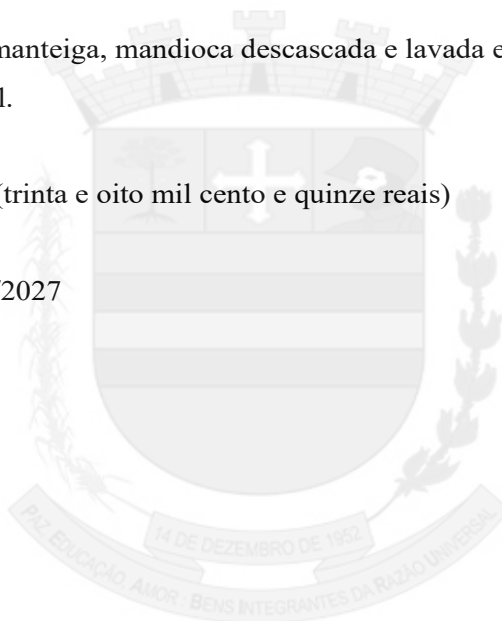 manteiga, mandioca descascada e lavada e
l.
(trinta e oito mil cento e quinze reais)
/2027
14 DE DEZEMBRO DE 1952
PAZ, EDUCAÇÃO, AMOR : BENS INTEGRANTES DA RAZÃO UNIVERSAL